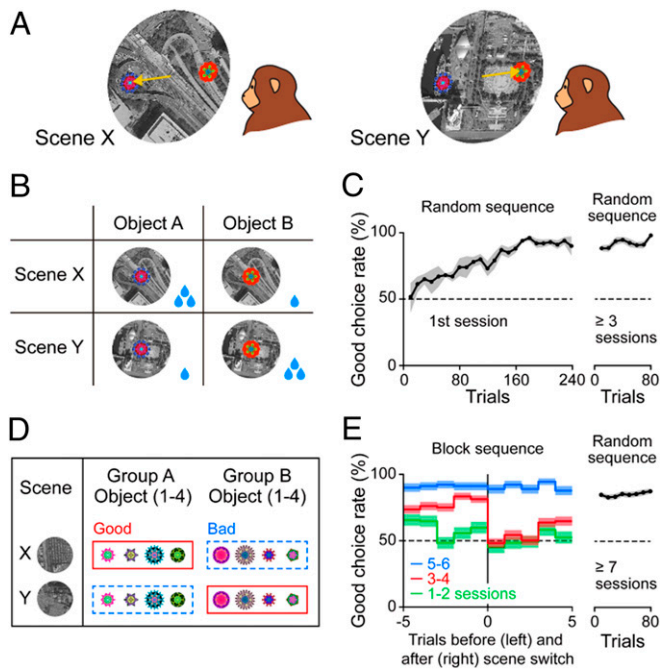 A
Scene X
Scene Y
B
Object A
Object B
Scene X
Scene Y
C
Random sequence
Random
sequence
Good choice rate (%)
100
50
0
1st session
≥ 3
sessions
0
80
160
240
0
80
Trials
Trials
D
Scene
Group A
Object (1-4)
Group B
Object (1-4)
Good
Bad
X
Y
E
Block sequence
Random
sequence
Good choice rate (%)
100
50
0
5-6
3-4
1-2 sessions
≥ 7
sessions
-5
0
5
0
80
Trials before (left) and
after (right) scene switch
Trials